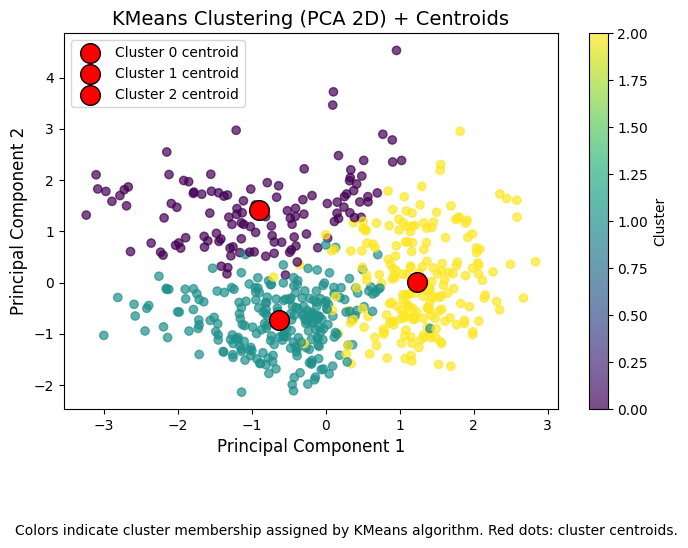 KMeans Clustering (PCA 2D) + Centroids
Cluster 0 centroid
Cluster 1 centroid
Cluster 2 centroid
Principal Component 2
4
3
2
1
0
−1
−2
−3
−2
−1
0
1
2
3
Principal Component 1
2.00
1.75
1.50
1.25
1.00
0.75
0.50
0.25
0.00
Cluster
Colors indicate cluster membership assigned by KMeans algorithm. Red dots: cluster centroids.